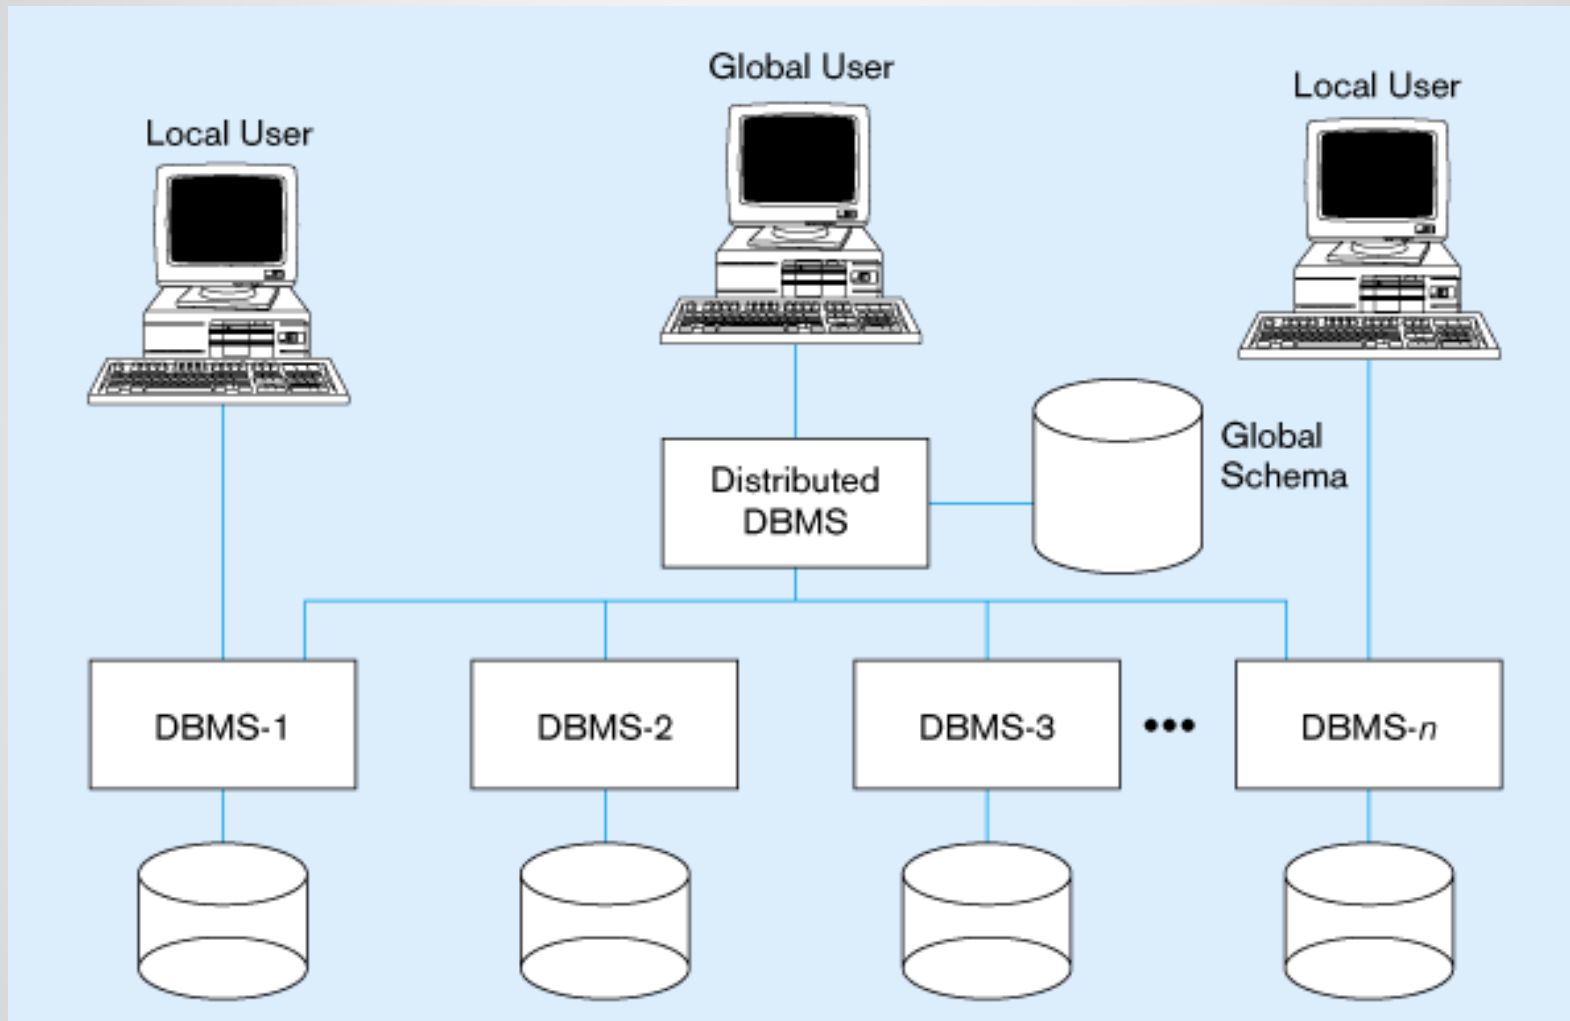 Global User
Local User
Local User
Global
Schema
Distributed
DBMS
DBMS-1
DBMS-2
DBMS-3
•••
DBMS-n